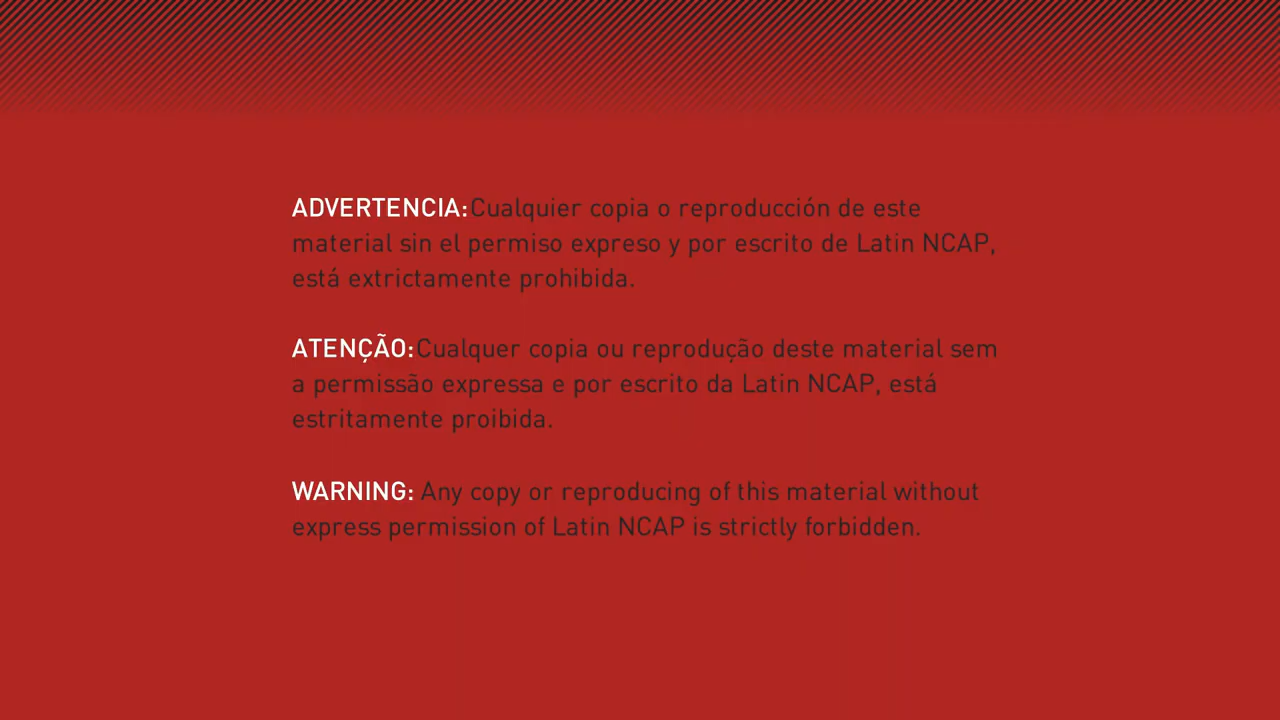 ADVERTENCIA: Cualquier copia o reproducción de este
material sin el permiso expreso y por escrito de Latin NCAP,
está extrictamente prohibida.
ATENÇÃO: Cualquer copia ou reprodução deste material sem
a permissão expressa e por escrito da Latin NCAP, está
estritamente proibida.
WARNING: Any copy or reproducing of this material without
express permission of Latin NCAP is strictly forbidden.